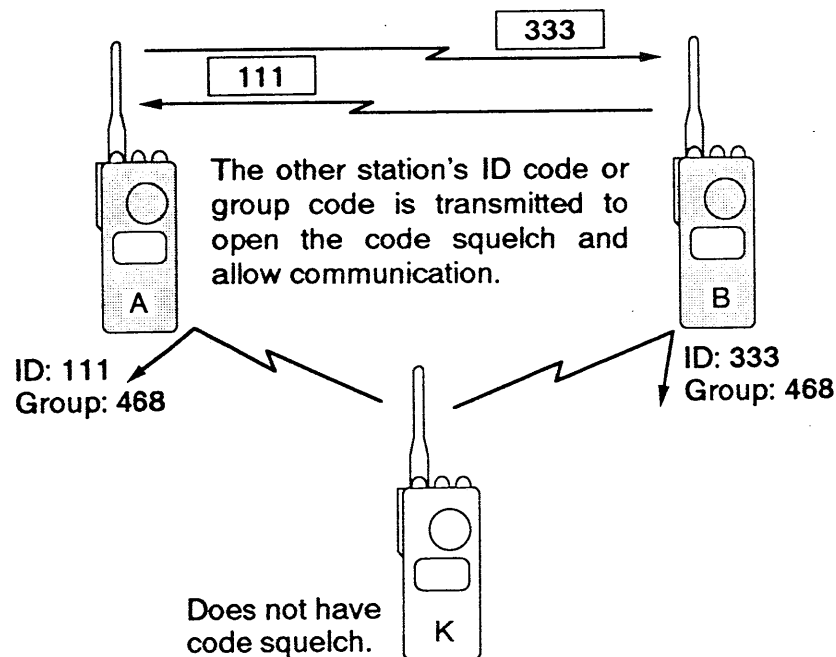 333
111
The other station's ID code or
group code is transmitted to
open the code squelch and
allow communication.
A
B
ID: 111
Group: 468
ID: 333
Group: 468
Does not have
code squelch.
K